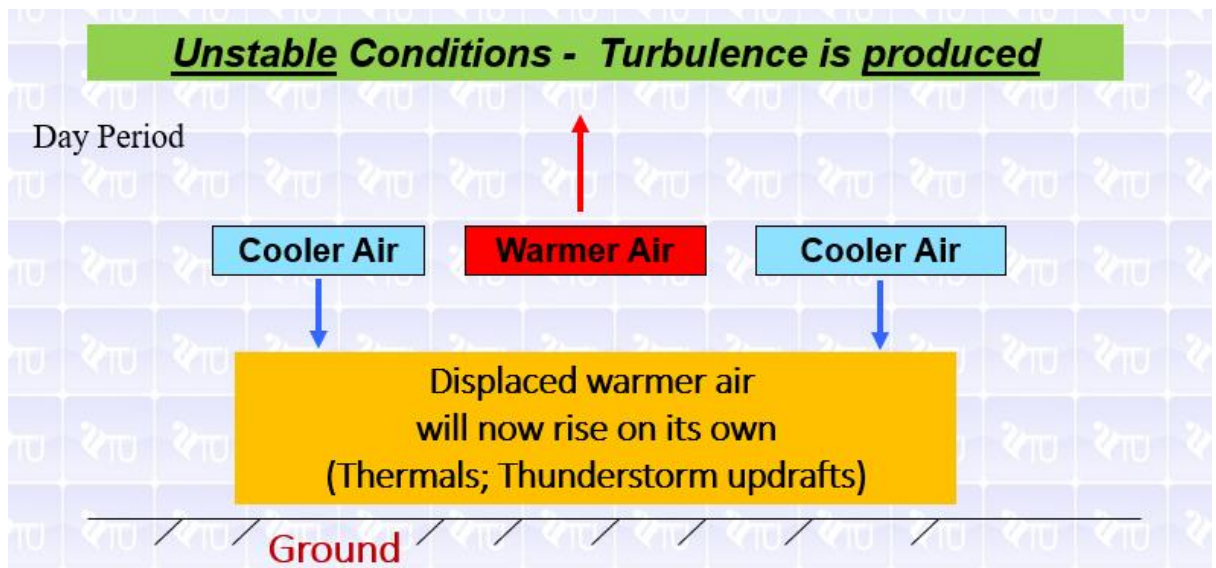 Unstable Conditions - Turbulence is produced
Day Period
Cooler Air
Warmer Air
Cooler Air
Displaced warmer air
will now rise on its own
(Thermals; Thunderstorm updrafts)
Ground